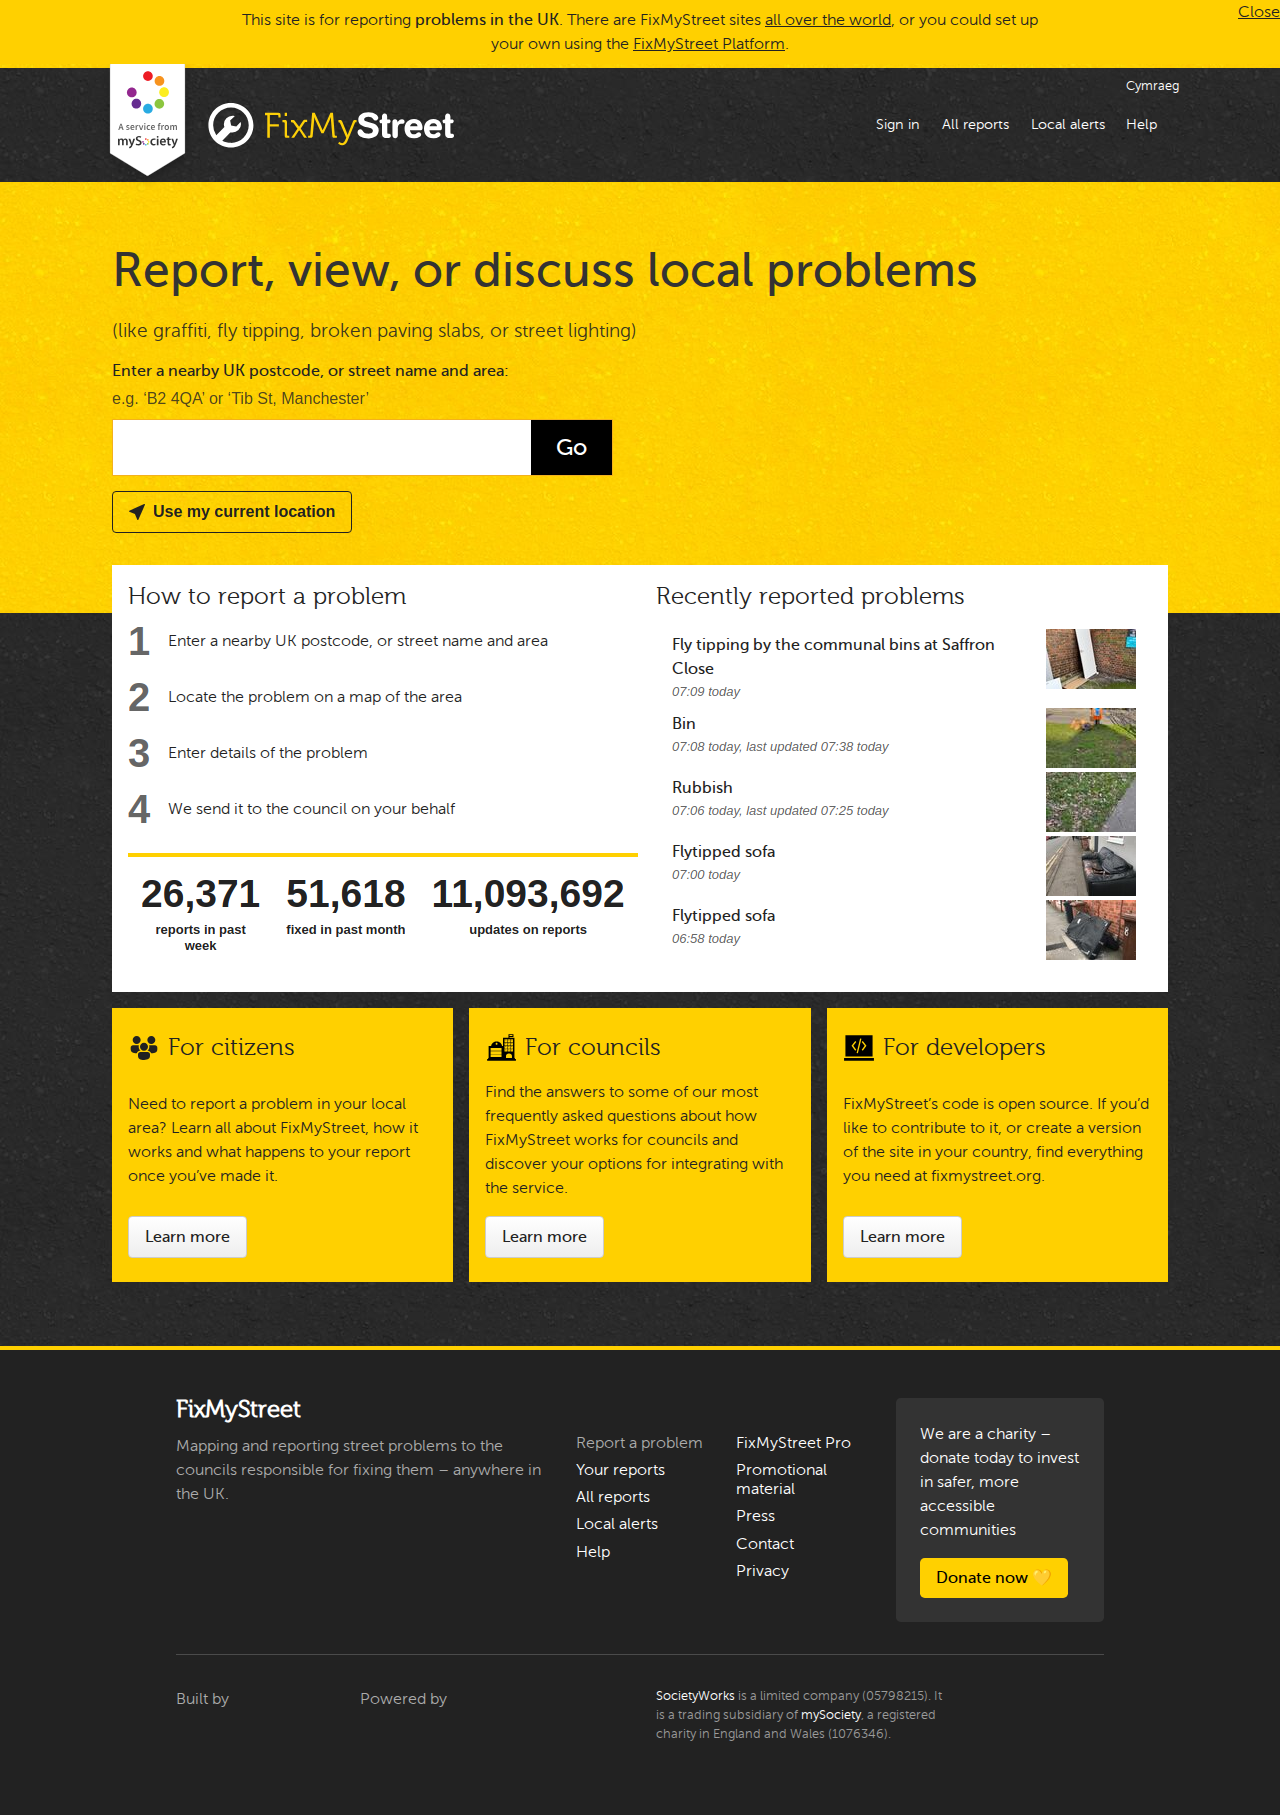 This site is for reporting problems in the UK. There are FixMyStreet sites all over the world, or you could set up
your own using the FixMyStreet Platform.
Close
A service from
mySociety
FixMyStreet
Cymraeg
Sign in
All reports
Local alerts
Help
Report, view, or discuss local problems
(like graffiti, fly tipping, broken paving slabs, or street lighting)
Enter a nearby UK postcode, or street name and area:
e.g. ‘B2 4QA’ or ‘Tib St, Manchester’
Go
Use my current location
How to report a problem
1 Enter a nearby UK postcode, or street name and area
2 Locate the problem on a map of the area
3 Enter details of the problem
4 We send it to the council on your behalf
26,371
reports in past
week
51,618
fixed in past month
11,093,692
updates on reports
Recently reported problems
Fly tipping by the communal bins at Saffron
Close
07:09 today
Bin
07:08 today, last updated 07:38 today
Rubbish
07:06 today, last updated 07:25 today
Flytipped sofa
07:00 today
Flytipped sofa
06:58 today
For citizens
Need to report a problem in your local
area? Learn all about FixMyStreet, how it
works and what happens to your report
once you’ve made it.
Learn more
For councils
Find the answers to some of our most
frequently asked questions about how
FixMyStreet works for councils and
discover your options for integrating with
the service.
Learn more
For developers
FixMyStreet’s code is open source. If you’d
like to contribute to it, or create a version
of the site in your country, find everything
you need at fixmystreet.org.
Learn more
FixMyStreet
Mapping and reporting street problems to the
councils responsible for fixing them – anywhere in
the UK.
Report a problem
Your reports
All reports
Local alerts
Help
FixMyStreet Pro
Promotional
material
Press
Contact
Privacy
We are a charity –
donate today to invest
in safer, more
accessible
communities
Donate now 💛
Built by
Powered by
SocietyWorks is a limited company (05798215). It
is a trading subsidiary of mySociety, a registered
charity in England and Wales (1076346).